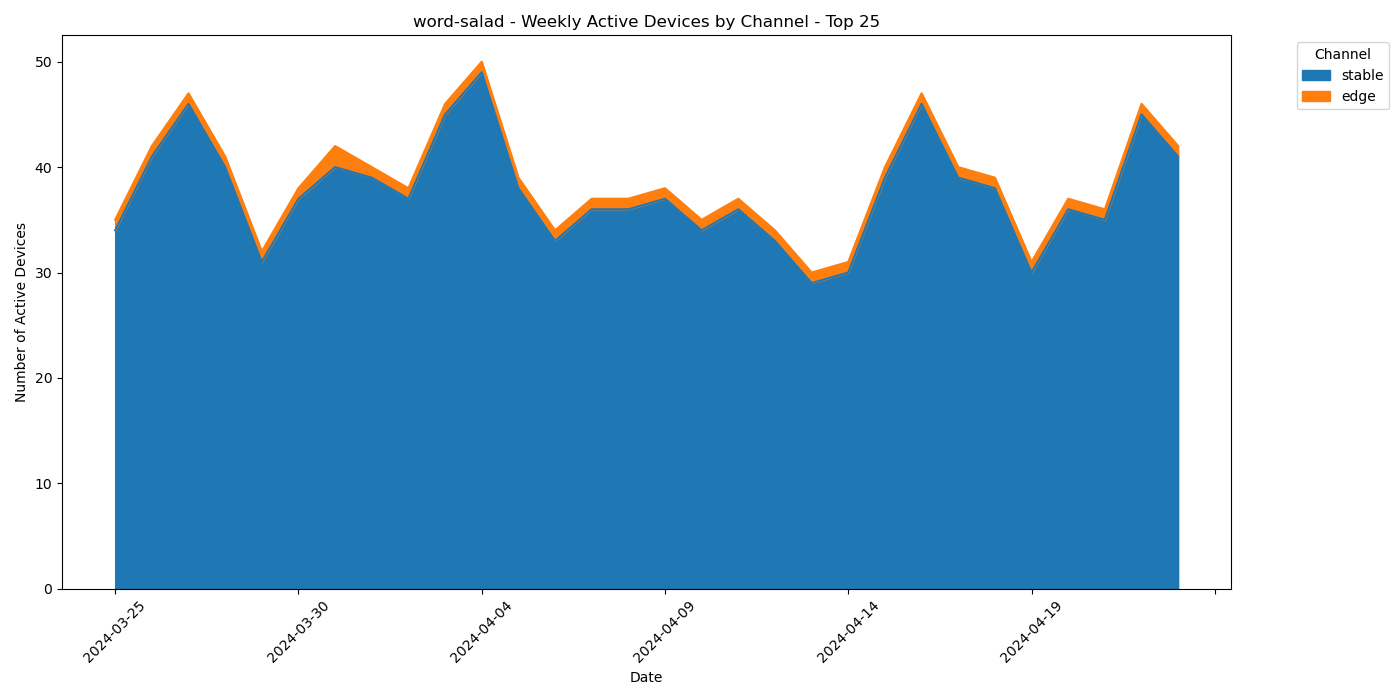 word-salad - Weekly Active Devices by Channel - Top 25
Channel
stable
edge
Number of Active Devices
50
40
30
20
10
0
2024-03-25
2024-03-30
2024-04-04
2024-04-09
2024-04-14
2024-04-19
Date